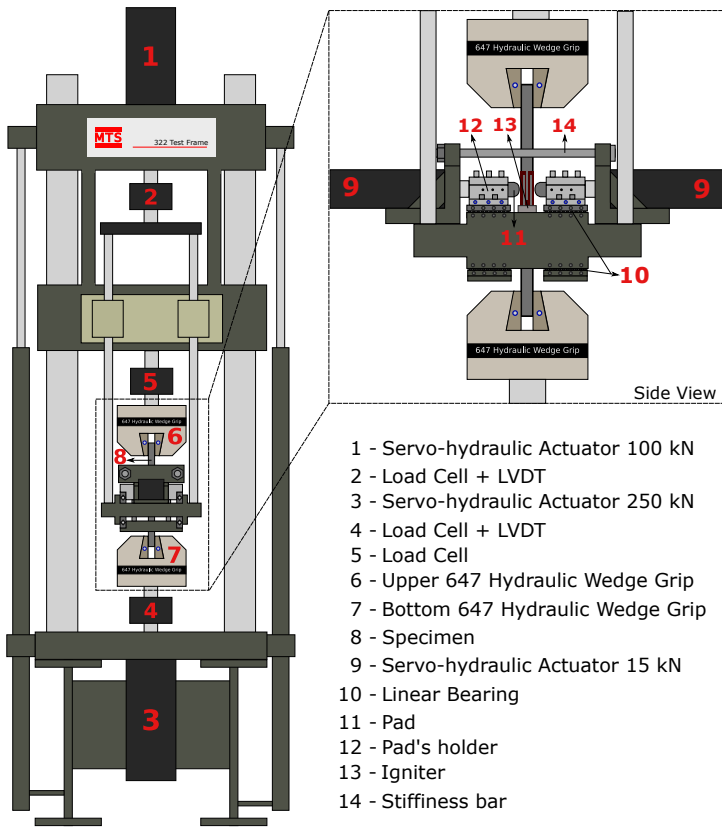 1
MTS
322 Test Frame
2
5
647 Hydraulic Wedge Grip
6
8
7
647 Hydraulic Wedge Grip
4
3
647 Hydraulic Wedge Grip
12 13 14
9 9
11
10
647 Hydraulic Wedge Grip
Side View
1 - Servo-hydraulic Actuator 100 kN
2 - Load Cell + LVDT
3 - Servo-hydraulic Actuator 250 kN
4 - Load Cell + LVDT
5 - Load Cell
6 - Upper 647 Hydraulic Wedge Grip
7 - Bottom 647 Hydraulic Wedge Grip
8 - Specimen
9 - Servo-hydraulic Actuator 15 kN
10 - Linear Bearing
11 - Pad
12 - Pad's holder
13 - Igniter
14 - Stiffiness bar